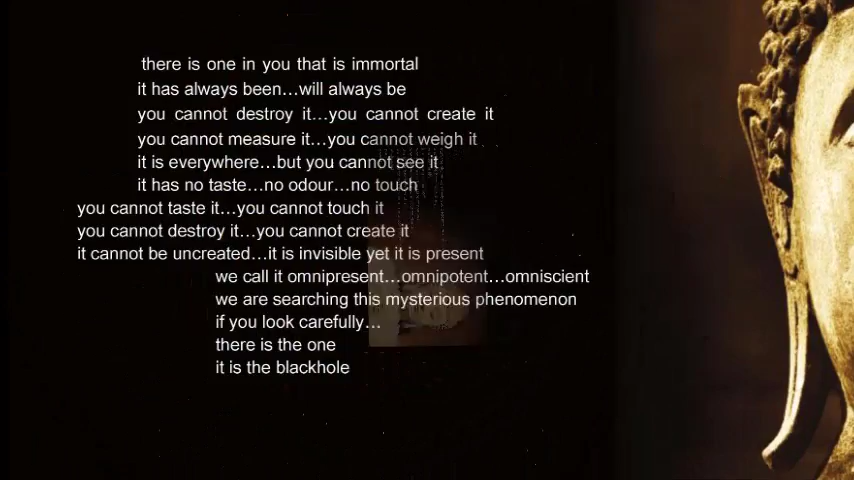 there is one in you that is immortal
it has always been...will always be
you cannot destroy it...you cannot create it
you cannot measure it...you cannot weigh it
it is everywhere...but you cannot see it
it has no taste...no odour...no touch
you cannot taste it...you cannot touch it
you cannot destroy it...you cannot create it
it cannot be uncreated...it is invisible yet it is present
we call it omnipresent...omnipotent...omniscient
we are searching this mysterious phenomenon
if you look carefully...
there is the one
it is the blackhole